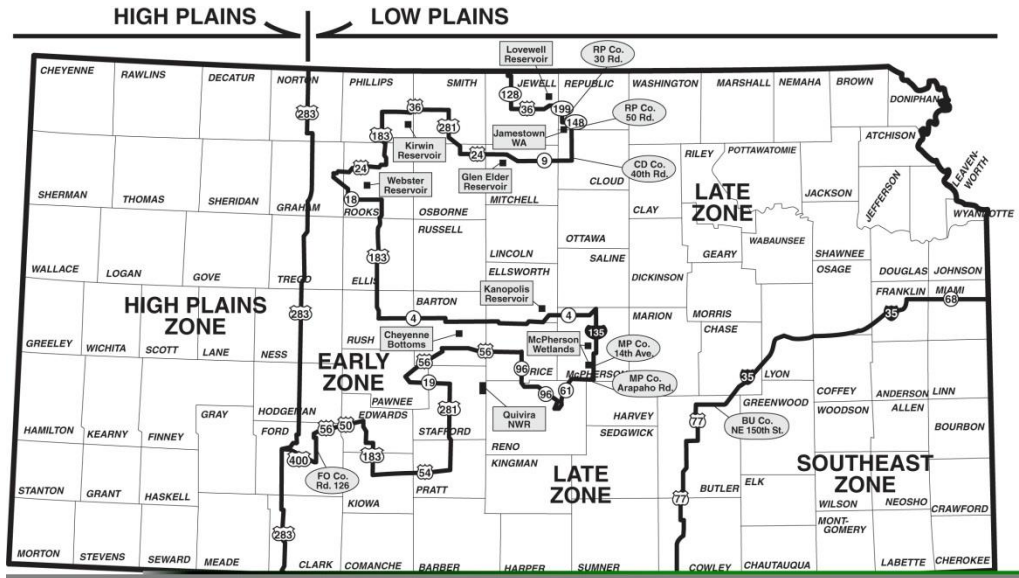 HIGH PLAINS
LOW PLAINS
CHEYENNE
RAWLINS
DECATUR
NORTON
PHILLIPS
SMITH
JEWELL
REPUBLIC
WASHINGTON
MARSHALL
NEMAHA
BROWN
DONIPHAN
Lovewell
Reservoir
RP Co.
30 Rd.
283
128
36
199
148
36
281
183
Kirwin
Reservoir
Jamestown
WA
RP Co.
50 Rd.
ATCHISON
24
24
9
Webster
Reservoir
Glen Elder
Reservoir
CD Co.
40th Rd.
RILEY
POTTAWATOMIE
JACKSON
JEFFERSON
LEAVEN-
WORTH
WYANDOTTE
SHERMAN
THOMAS
SHERIDAN
GRAHAM
18
ROOKS
OSBORNE
MITCHELL
CLOUD
CLAY
LATE
ZONE
RUSSELL
LINCOLN
OTTAWA
SALINE
DICKINSON
GEARY
WABAUNSEE
SHAWNEE
OSAGE
DOUGLAS
JOHNSON
WALLACE
LOGAN
GOVE
TREGO
183
ELLIS
ELLSWORTH
FRANKLIN
MIAMI
68
35
HIGH PLAINS
ZONE
283
BARTON
Kanopolis
Reservoir
4
4
135
MARION
MORRIS
CHASE
GREELEY
WICHITA
SCOTT
LANE
NESS
RUSH
Cheyenne
Bottoms
McPherson
Wetlands
MP Co.
14th Ave.
EARLY
ZONE
56
56
96
RICE
McPHERSON
MP Co.
Arapaho Rd.
35
LYON
COFFEY
ANDERSON
LINN
19
PAWNEE
281
96
61
Quivira
NWR
HAMILTON
KEARNY
FINNEY
GRAY
HODGEMAN
FORD
56
50
EDWARDS
STAFFORD
RENO
HARVEY
SEDGWICK
77
GREENWOOD
BU Co.
NE 150th St.
WOODSON
ALLEN
BOURBON
400
FO Co.
Rd. 126
183
54
KINGMAN
LATE
ZONE
SOUTHEAST
ZONE
STANTON
GRANT
HASKELL
KIOWA
PRATT
77
BUTLER
ELK
WILSON
NEOSHO
CRAWFORD
MONT-
GOMERY
283
MORTON
STEVENS
SEWARD
MEADE
CLARK
COMANCHE
BARBER
HARPER
SUMNER
COWLEY
CHAUTAUQUA
LABETTE
CHEROKEE